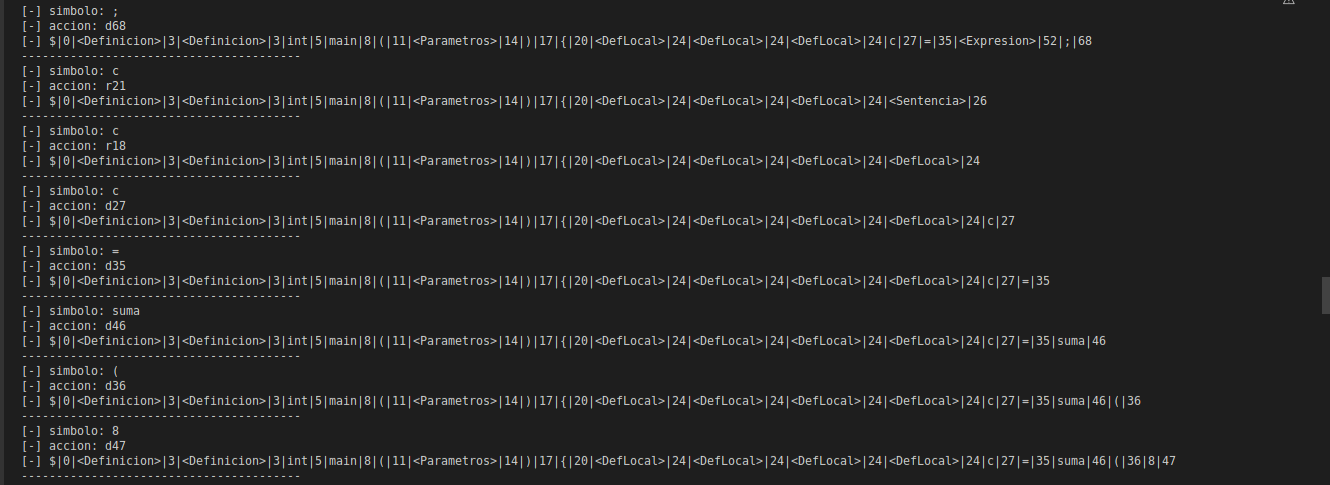 [-] simbolo: ;
[-] accion: d68
[-] $|0|<Definicion>|3|<Definicion>|3|int|5|main|8|(|11|<Parametros>|14|)|17|{|20|<DefLocal>|24|<DefLocal>|24|<DefLocal>|24|c|27|=|35|<Expresion>|52|;|68
----------------------------------------
[-] simbolo: c
[-] accion: r21
[-] $|0|<Definicion>|3|<Definicion>|3|int|5|main|8|(|11|<Parametros>|14|)|17|{|20|<DefLocal>|24|<DefLocal>|24|<DefLocal>|24|<Sentencia>|26
----------------------------------------
[-] simbolo: c
[-] accion: r18
[-] $|0|<Definicion>|3|<Definicion>|3|int|5|main|8|(|11|<Parametros>|14|)|17|{|20|<DefLocal>|24|<DefLocal>|24|<DefLocal>|24|<DefLocal>|24
----------------------------------------
[-] simbolo: c
[-] accion: d27
[-] $|0|<Definicion>|3|<Definicion>|3|int|5|main|8|(|11|<Parametros>|14|)|17|{|20|<DefLocal>|24|<DefLocal>|24|<DefLocal>|24|<DefLocal>|24|c|27
----------------------------------------
[-] simbolo: =
[-] accion: d35
[-] $|0|<Definicion>|3|<Definicion>|3|int|5|main|8|(|11|<Parametros>|14|)|17|{|20|<DefLocal>|24|<DefLocal>|24|<DefLocal>|24|<DefLocal>|24|c|27|=|35
----------------------------------------
[-] simbolo: suma
[-] accion: d46
[-] $|0|<Definicion>|3|<Definicion>|3|int|5|main|8|(|11|<Parametros>|14|)|17|{|20|<DefLocal>|24|<DefLocal>|24|<DefLocal>|24|<DefLocal>|24|c|27|=|35|suma|46
----------------------------------------
[-] simbolo: (
[-] accion: d36
[-] $|0|<Definicion>|3|<Definicion>|3|int|5|main|8|(|11|<Parametros>|14|)|17|{|20|<DefLocal>|24|<DefLocal>|24|<DefLocal>|24|<DefLocal>|24|c|27|=|35|suma|46|(|36
----------------------------------------
[-] simbolo: 8
[-] accion: d47
[-] $|0|<Definicion>|3|<Definicion>|3|int|5|main|8|(|11|<Parametros>|14|)|17|{|20|<DefLocal>|24|<DefLocal>|24|<DefLocal>|24|<DefLocal>|24|c|27|=|35|suma|46|(|36|8|47
----------------------------------------